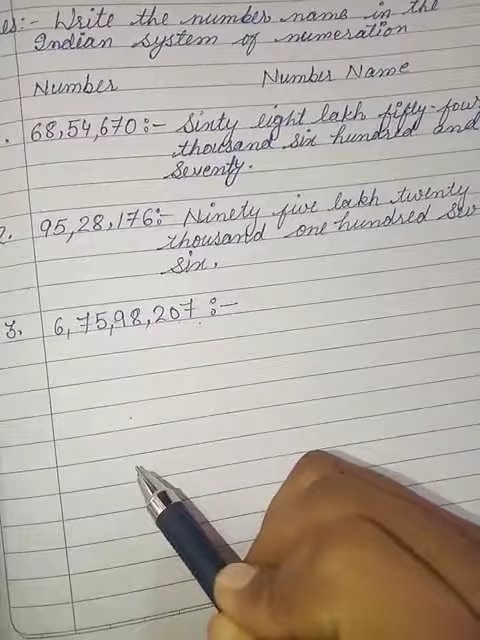 es:- Write the number name in the
Indian system of numeration
Number Number Name
68,54,670:- Sixty eight lakh fifty-four
thousand six hundred and
seventy.
2. 95,28,176:- Ninety five lakh twenty
thousand one hundred
six.
3. 6,75,98,207 :-